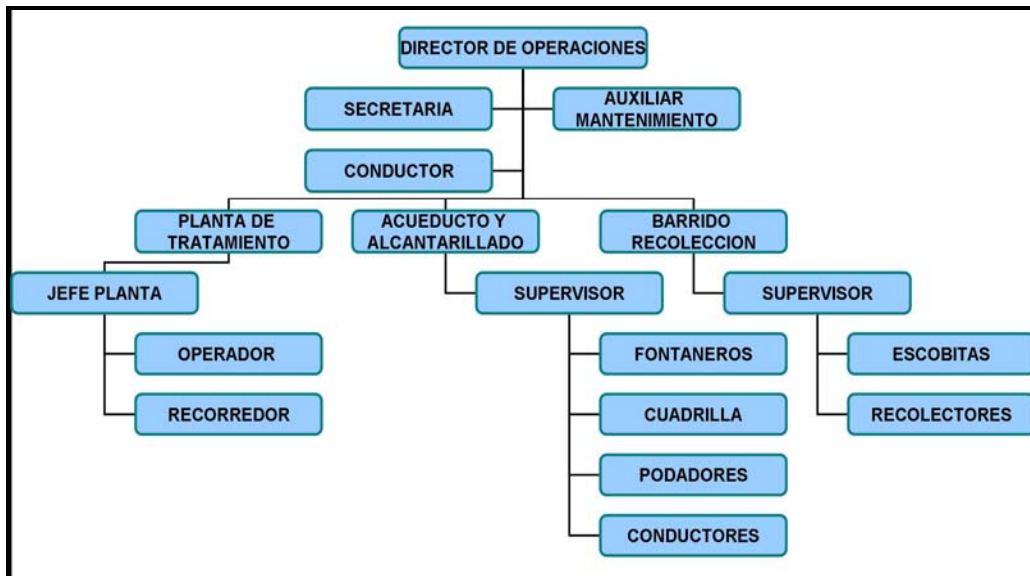 DIRECTOR DE OPERACIONES
SECRETARIA
AUXILIAR
MANTENIMIENTO
CONDUCTOR
PLANTA DE
TRATAMIENTO
ACUEDUCTO Y
ALCANTARILLADO
BARRIDO
RECOLECCION
JEFE PLANTA
SUPERVISOR
SUPERVISOR
OPERADOR
FONTANEROS
ESCOBITAS
RECORREDOR
CUADRILLA
RECOLECTORES
PODADORES
CONDUCTORES